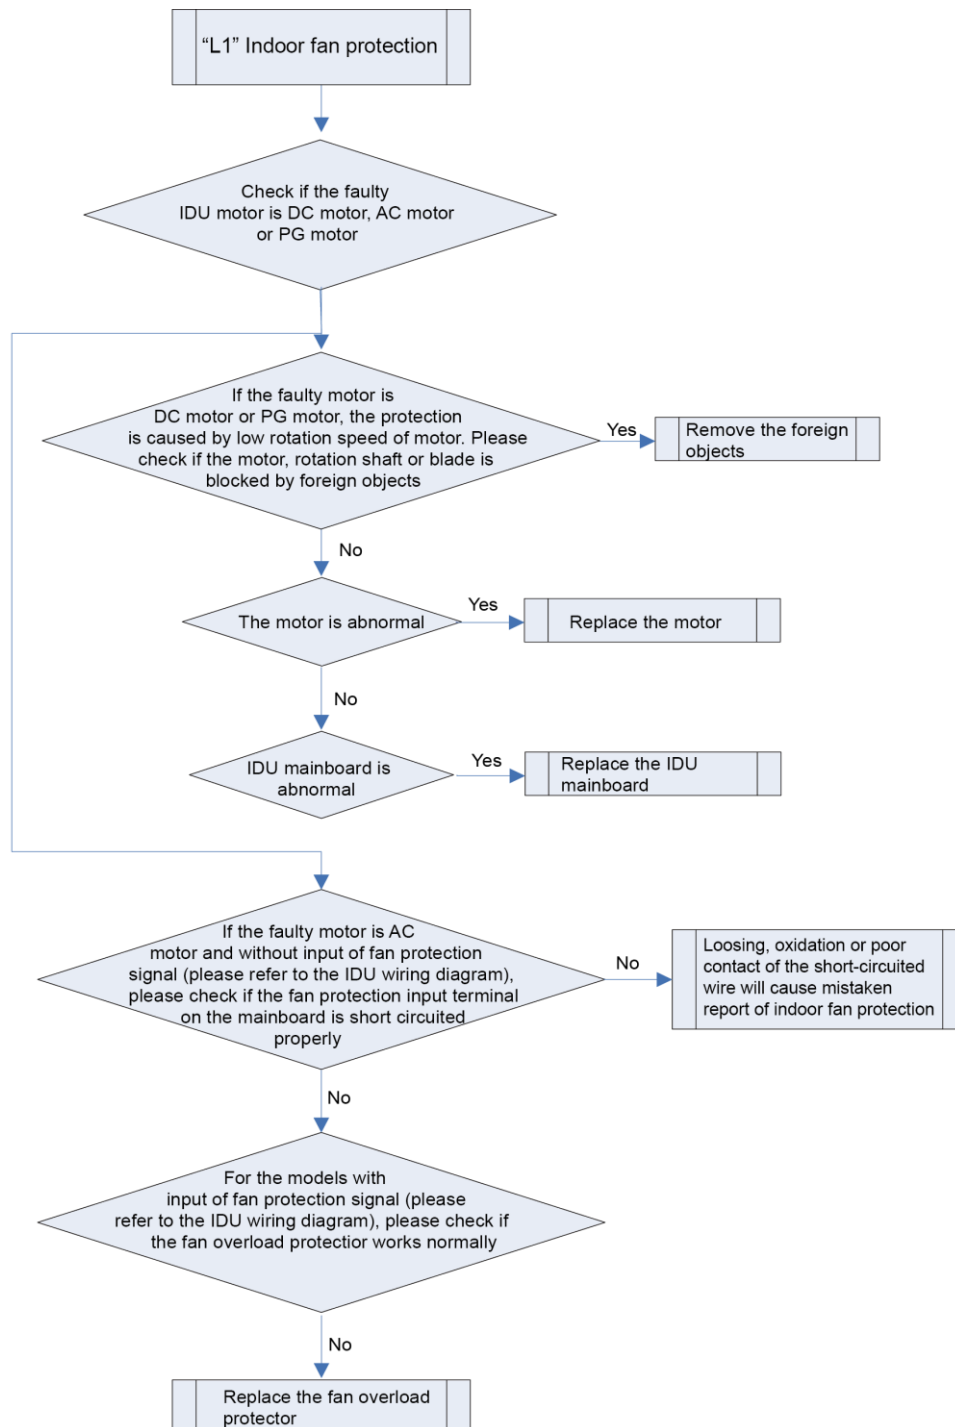 “L1” Indoor fan protection
Check if the faulty
IDU motor is DC motor, AC motor
or PG motor
If the faulty motor is
DC motor or PG motor, the protection
is caused by low rotation speed of motor. Please
check if the motor, rotation shaft or blade is
blocked by foreign objects
Yes
Remove the foreign
objects
No
The motor is abnormal
Yes
Replace the motor
No
IDU mainboard is
abnormal
Yes
Replace the IDU
mainboard
If the faulty motor is AC
motor and without input of fan protection
signal (please refer to the IDU wiring diagram),
please check if the fan protection input terminal
on the mainboard is short circuited
properly
No
Loosing, oxidation or poor
contact of the short-circuited
wire will cause mistaken
report of indoor fan protection
No
For the models with
input of fan protection signal (please
refer to the IDU wiring diagram), please check if
the fan overload protectior works normally
No
Replace the fan overload
protector